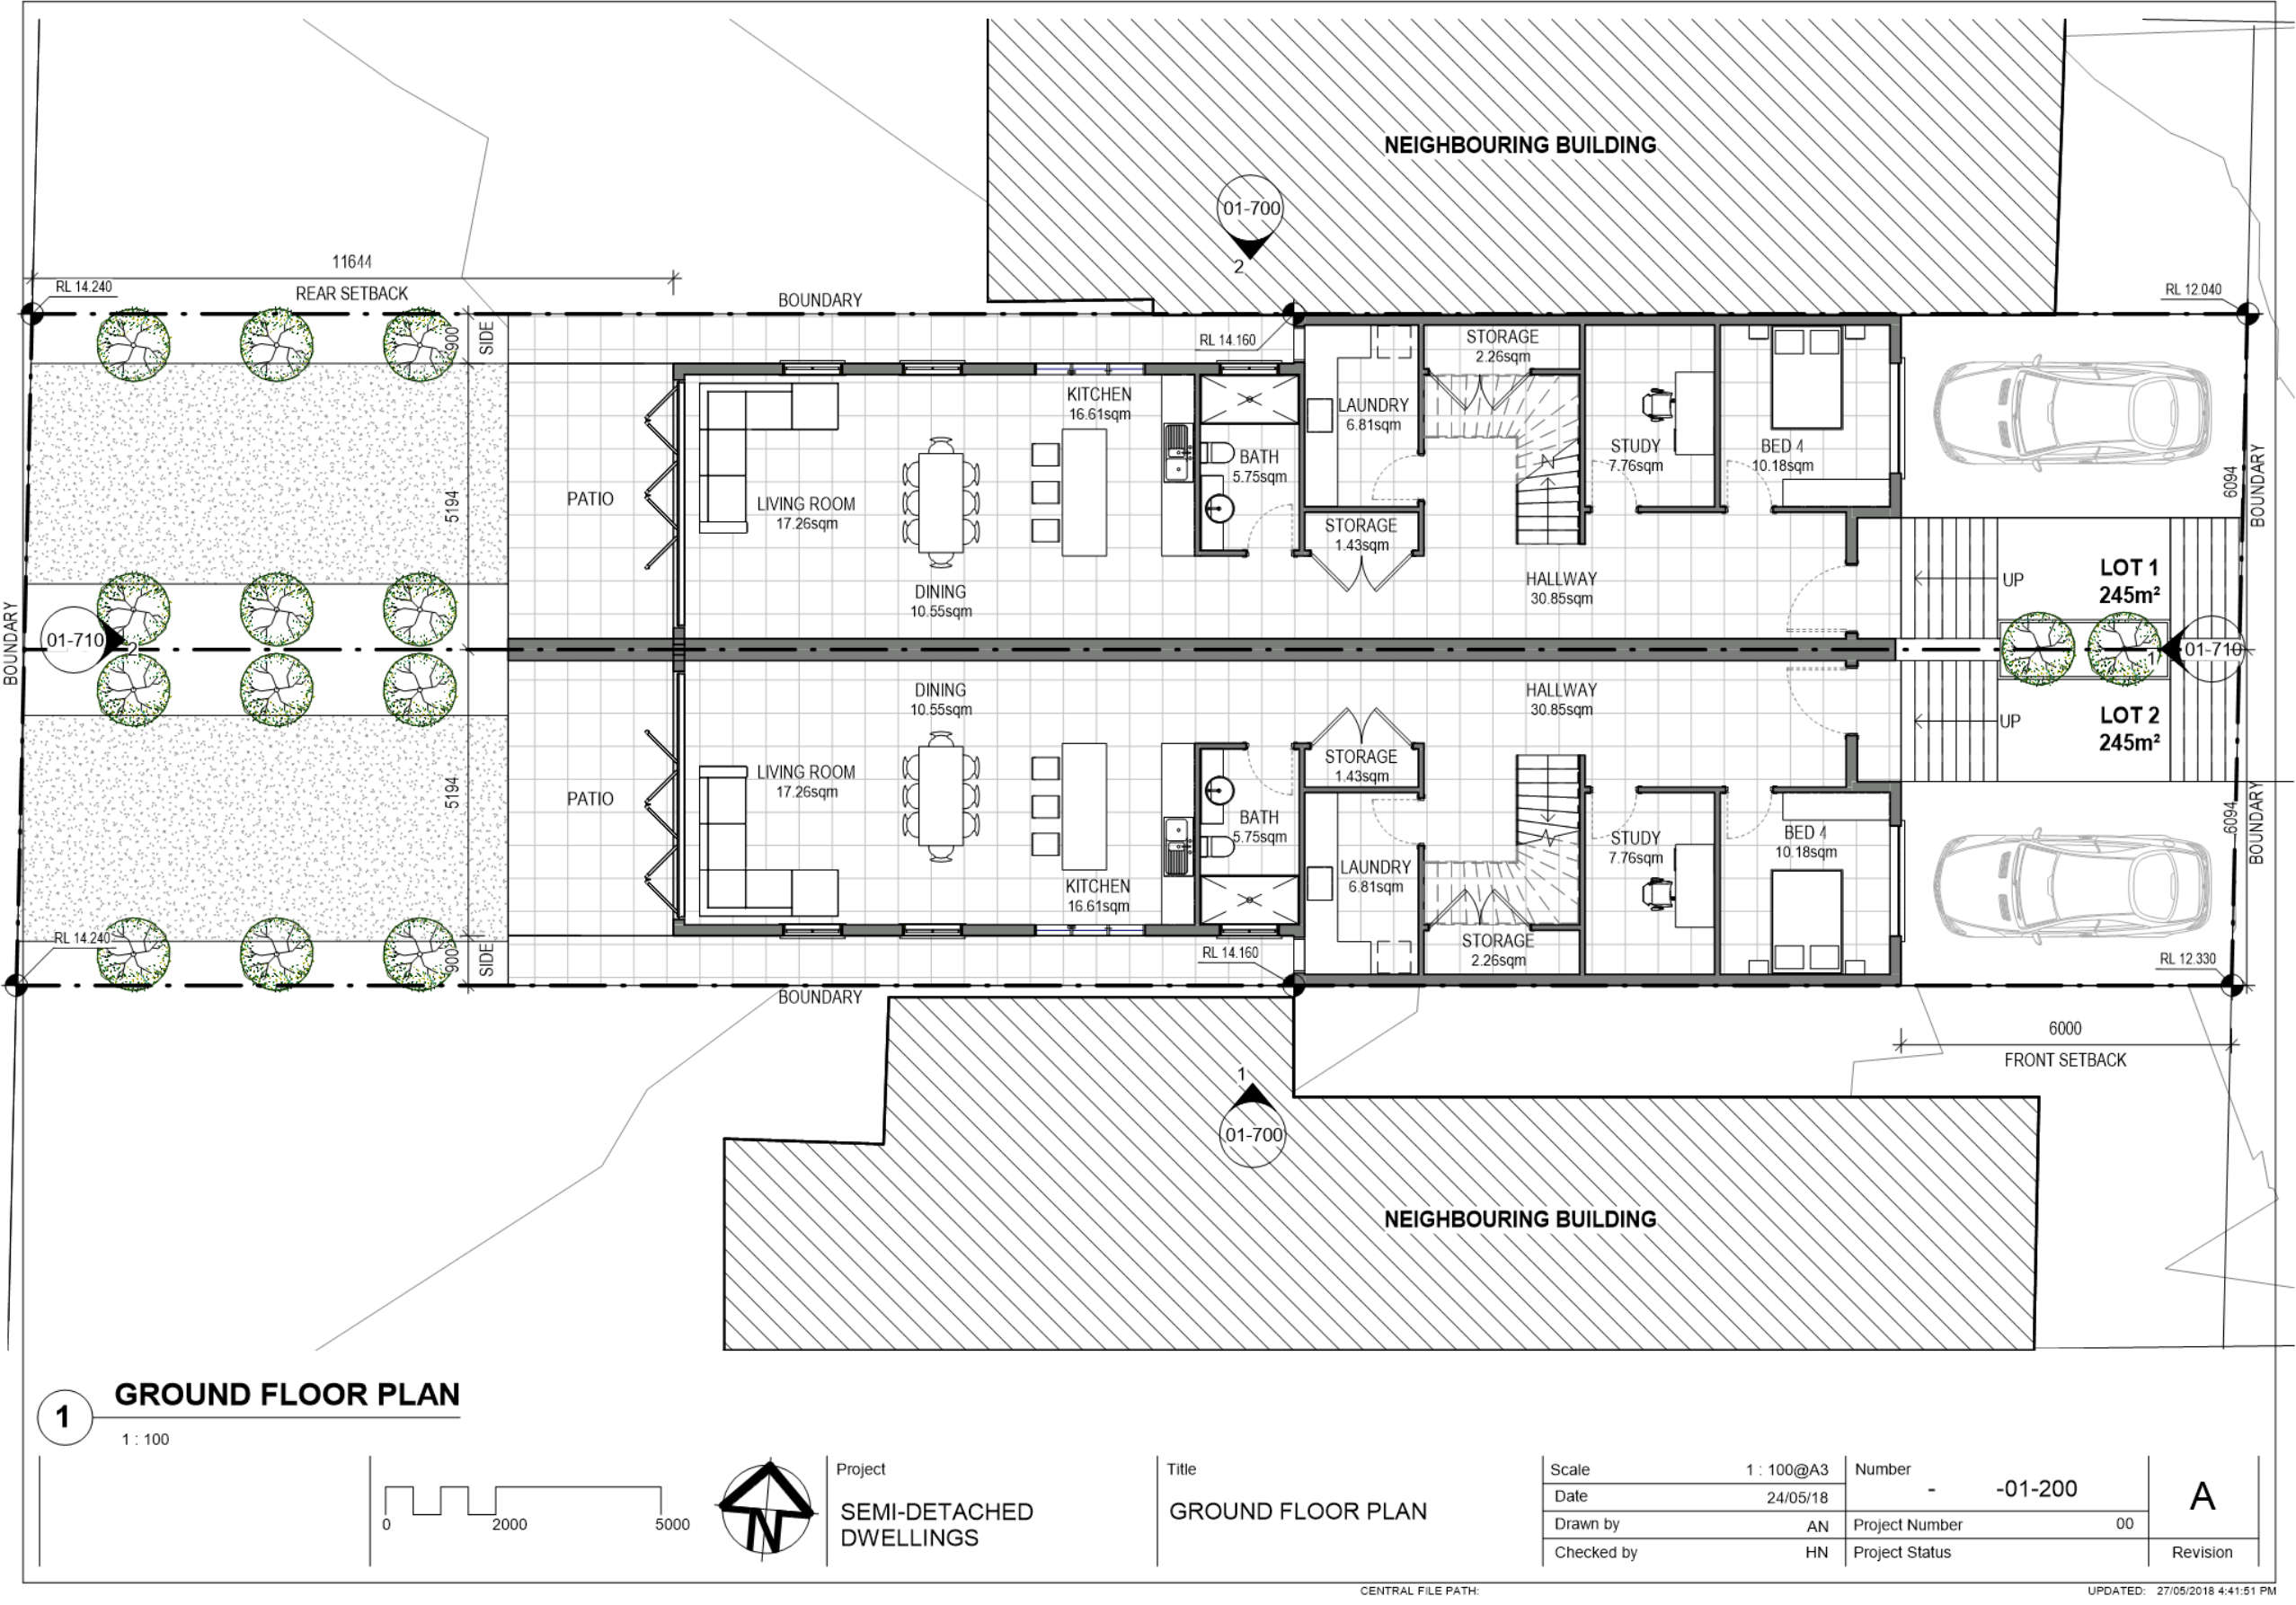 NEIGHBOURING BUILDING
01-700
2
11644
REAR SETBACK
RL 14.240
BOUNDARY
RL 12.040
900
SIDE
RL 14.160
STORAGE
2.26sqm
KITCHEN
16.61sqm
LAUNDRY
6.81sqm
BATH
5.75sqm
STUDY
7.76sqm
BED 4
10.18sqm
6094
BOUNDARY
PATIO
5194
LIVING ROOM
17.26sqm
STORAGE
1.43sqm
DINING
10.55sqm
HALLWAY
30.85sqm
UP
LOT 1
245m²
BOUNDARY
01-710
2
1
01-710
DINING
10.55sqm
HALLWAY
30.85sqm
UP
LOT 2
245m²
PATIO
5194
LIVING ROOM
17.26sqm
STORAGE
1.43sqm
BATH
5.75sqm
STUDY
7.76sqm
BED 4
10.18sqm
6094
BOUNDARY
LAUNDRY
6.81sqm
KITCHEN
16.61sqm
STORAGE
2.26sqm
RL 14.240
900
SIDE
RL 14.160
RL 12.330
BOUNDARY
6000
FRONT SETBACK
1
01-700
NEIGHBOURING BUILDING
1
GROUND FLOOR PLAN
1 : 100
0 2000 5000
N
Project
SEMI-DETACHED
DWELLINGS
Title
GROUND FLOOR PLAN
Scale 1 : 100@A3
Date 24/05/18
Drawn by AN
Checked by HN
Number
- -01-200
Project Number 00
Project Status
A
Revision
CENTRAL FILE PATH:
UPDATED: 27/05/2018 4:41:51 PM